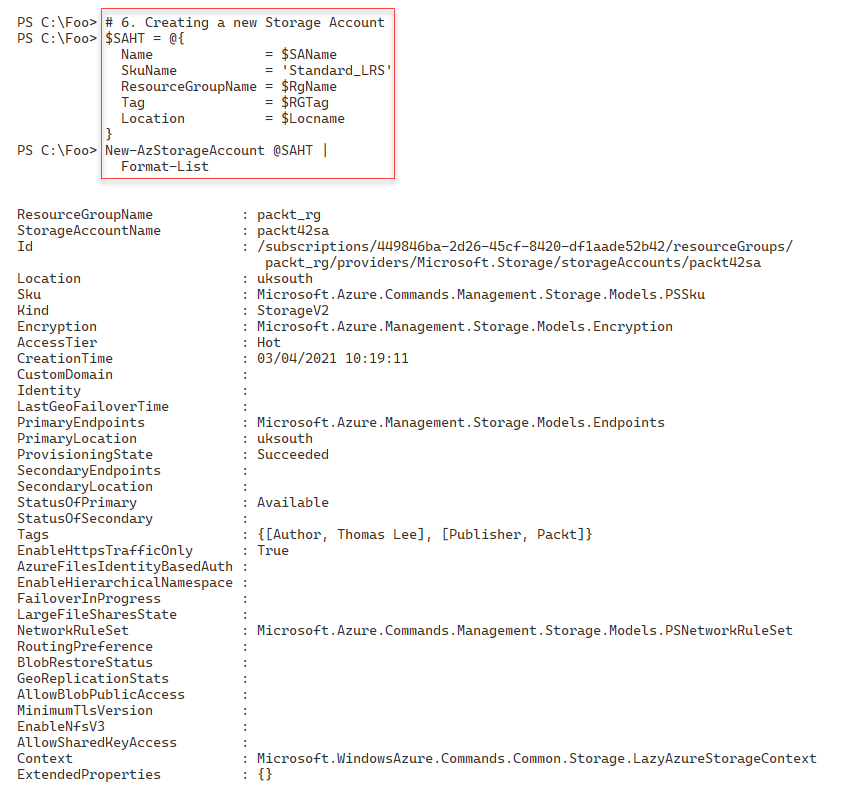 PS C:\Foo> # 6. Creating a new Storage Account
PS C:\Foo> $SAHT = @{
  Name              = $SAName
  SkuName           = 'Standard_LRS'
  ResourceGroupName = $RgName
  Tag               = $RGTag
  Location          = $Locname
}
PS C:\Foo> New-AzStorageAccount @SAHT |
  Format-List
ResourceGroupName           : packt_rg
StorageAccountName          : packt42sa
Id                          : /subscriptions/449846ba-2d26-45cf-8420-df1aade52b42/resourceGroups/
packt_rg/providers/Microsoft.Storage/storageAccounts/packt42sa
Location                    : uksouth
Sku                         : Microsoft.Azure.Commands.Management.Storage.Models.PSSku
Kind                        : StorageV2
Encryption                  : Microsoft.Azure.Management.Storage.Models.Encryption
AccessTier                  : Hot
CreationTime                : 03/04/2021 10:19:11
CustomDomain                :
Identity                    :
LastGeoFailoverTime         :
PrimaryEndpoints            : Microsoft.Azure.Management.Storage.Models.Endpoints
PrimaryLocation             : uksouth
ProvisioningState           : Succeeded
SecondaryEndpoints          :
SecondaryLocation           :
StatusOfPrimary             : Available
StatusOfSecondary           :
Tags                        : {[Author, Thomas Lee], [Publisher, Packt]}
EnableHttpsTrafficOnly      : True
AzureFilesIdentityBasedAuth :
EnableHierarchicalNamespace :
FailoverInProgress          :
LargeFileSharesState        :
NetworkRuleSet              : Microsoft.Azure.Commands.Management.Storage.Models.PSNetworkRuleSet
RoutingPreference           :
BlobRestoreStatus           :
GeoReplicationStats         :
AllowBlobPublicAccess       :
MinimumTlsVersion           :
EnableNfsV3                 :
AllowSharedKeyAccess        :
Context                     : Microsoft.WindowsAzure.Commands.Common.Storage.LazyAzureStorageContext
ExtendedProperties          : {}